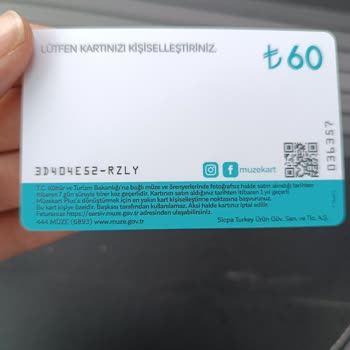 LÜTFEN KARTINIZI KİŞİSELLEŞTİRİNİZ.
₺60
3D404E52-RZLY
muzekart
036357
T.C. Kültür ve Turizm Bakanlığı'na bağlı müze ve örenyerlerinde fotoğrafsız halde satın alındığı tarihten
itibaren 7 gün süreyle birer kez geçerlidir. Kartınızı satın aldığınız tarihten itibaren 1 yıl geçerli
Müzekart Plus'a dönüştürmek için en yakın kart kişiselleştirme noktasına başvurunuz.
Bu kart kişiye özeldir. Başkası tarafından kullanılamaz. Aksi halde kartınız iptal edilir.
adresinden ulaşabilirsiniz.
444 MÜZE (6893) www.muze.gov.tr
Sicpa Turkey Ürün Güv. San. ve Tic. A.Ş.